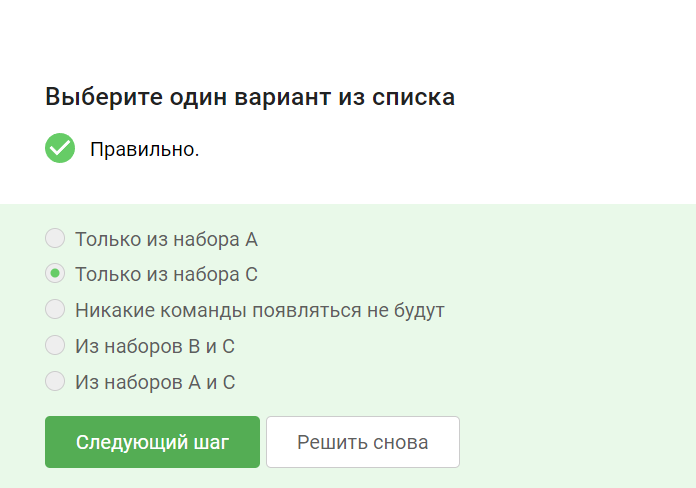 Выберите один вариант из списка
Правильно.
Только из набора A
Только из набора C
Никакие команды появляться не будут
Из наборов B и C
Из наборов A и C
Следующий шаг
Решить снова